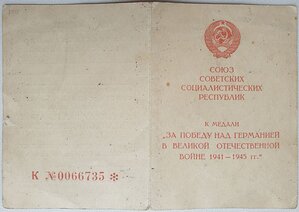 СОЮЗ
СОВЕТСКИХ
СОЦИАЛИСТИЧЕСКИХ
РЕСПУБЛИК
К МЕДАЛИ
„ЗА ПОБЕДУ НАД ГЕРМАНИЕЙ
В ВЕЛИКОЙ ОТЕЧЕСТВЕННОЙ
ВОЙНЕ 1941—1945 гг.“
К №0066735 ✻